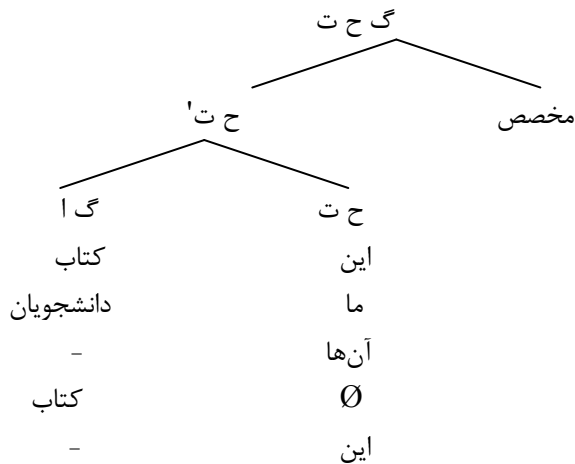 گ ح ت
مخصص ح ت'
ح ت گ ا
این کتاب
ما دانشجویان
آن‌ها -
Ø کتاب
این -